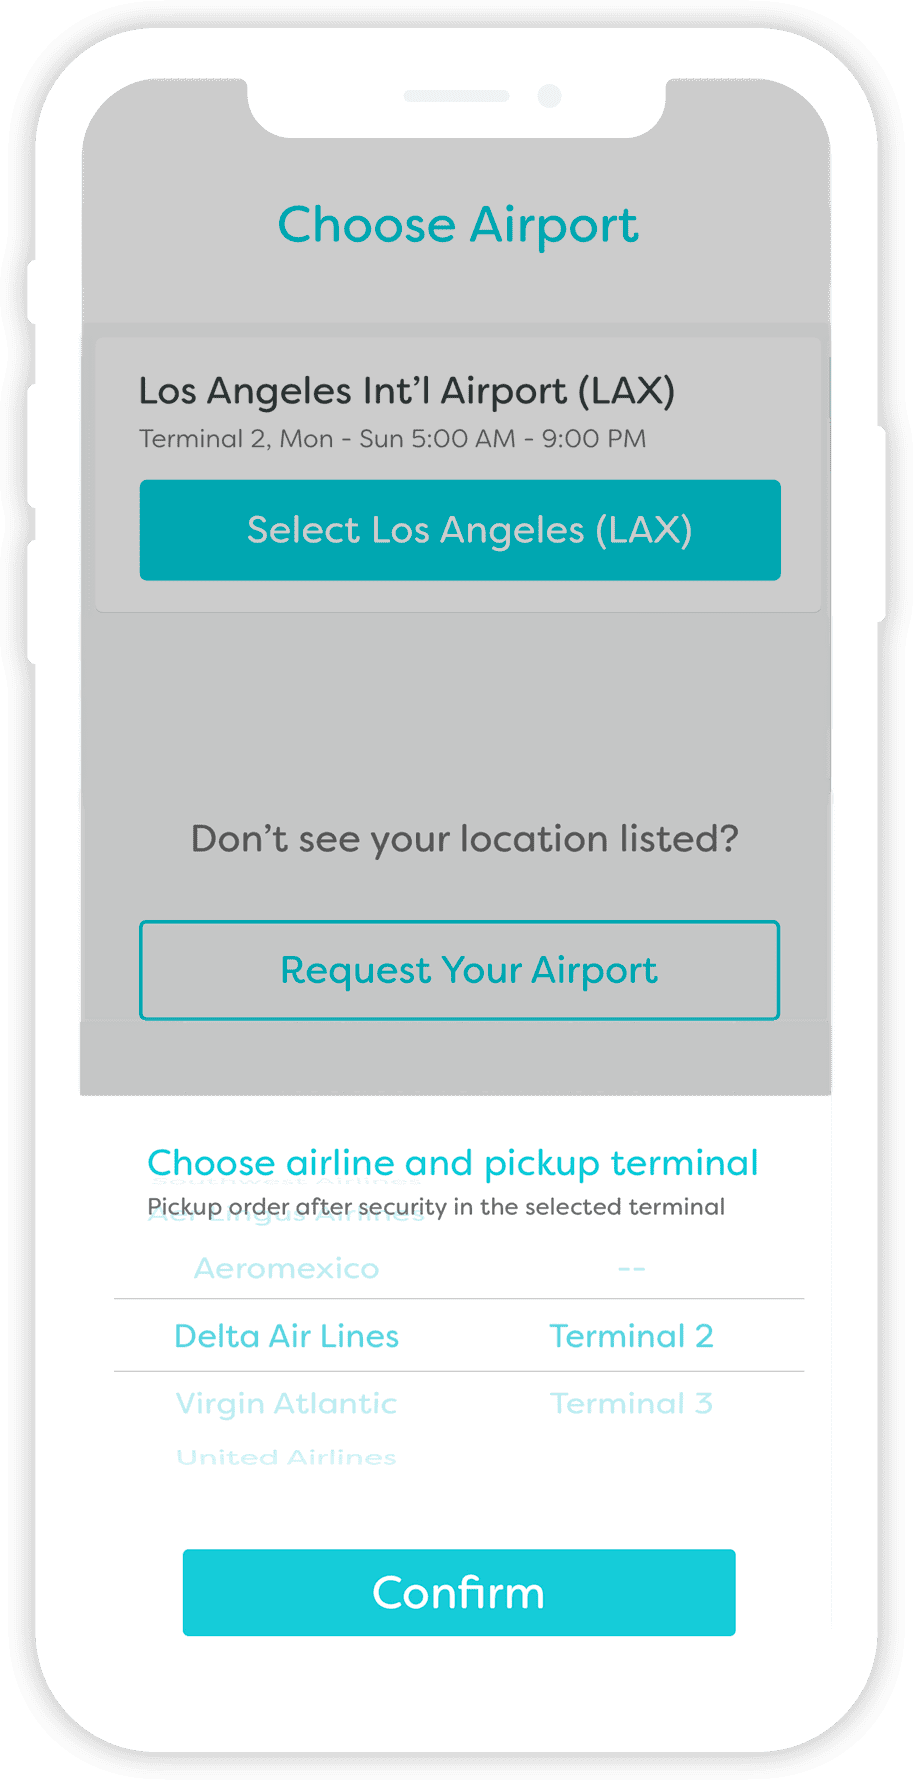 Choose Airport
Los Angeles Int’l Airport (LAX)
Terminal 2, Mon - Sun 5:00 AM - 9:00 PM
Select Los Angeles (LAX)
Don’t see your location listed?
Request Your Airport
Choose airline and pickup terminal
Pickup order after security in the selected terminal
Aer Lingus Airlines
Aeromexico --
Delta Air Lines Terminal 2
Virgin Atlantic Terminal 3
United Airlines
Confirm